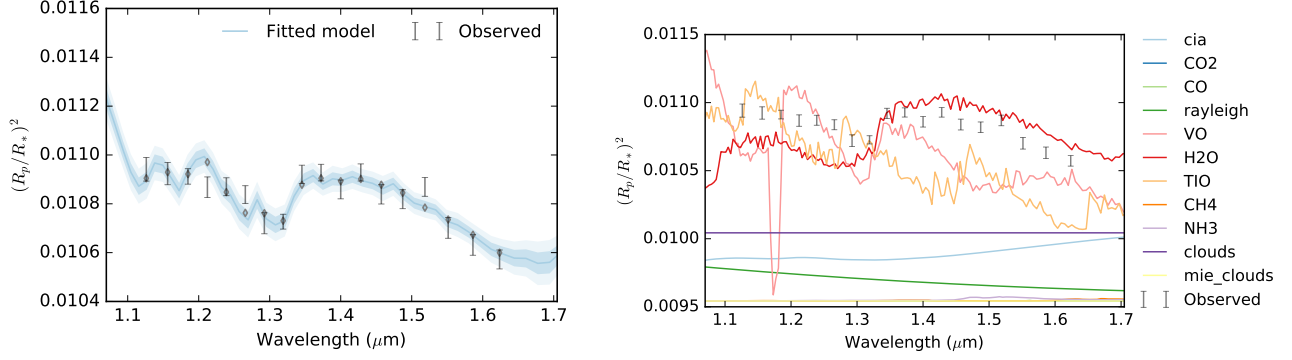 0.0116
0.0114
0.0112
0.0110
0.0108
0.0106
0.0104
(R_p/R_*)^2
Fitted model
Observed
1.1 1.2 1.3 1.4 1.5 1.6 1.7
Wavelength (μm)
0.0115
0.0110
0.0105
0.0100
0.0095
(R_p/R_*)^2
1.1 1.2 1.3 1.4 1.5 1.6 1.7
Wavelength (μm)
cia
CO2
CO
rayleigh
VO
H2O
TIO
CH4
NH3
clouds
mie_clouds
Observed